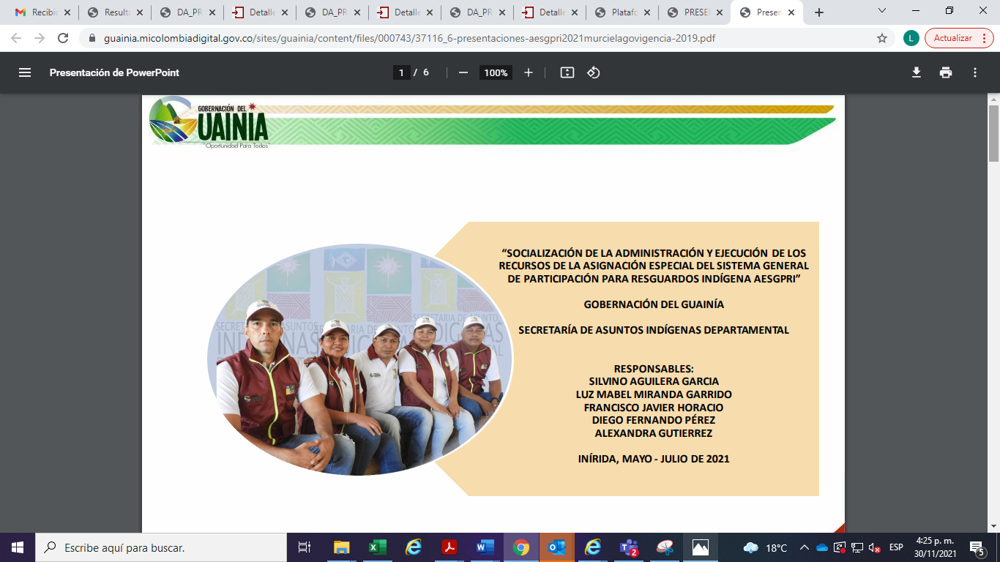 Recibic
Resulta
DA_PR
Detalle
DA_PR
Detalle
DA_PR
Detalle
Platafo
PRESEN
Presen
guainia.micolombiadigital.gov.co/sites/guainia/content/files/000743/37116_6-presentaciones-aesgpri2021murcielagovigencia-2019.pdf
L
Actualizar
Presentación de PowerPoint
1 / 6
100%
GOBERNACIÓN DEL
GUAINIA
"Oportunidad Para Todos"
“SOCIALIZACIÓN DE LA ADMINISTRACIÓN Y EJECUCIÓN DE LOS
RECURSOS DE LA ASIGNACIÓN ESPECIAL DEL SISTEMA GENERAL
DE PARTICIPACIÓN PARA RESGUARDOS INDÍGENA AESGPRI”
GOBERNACIÓN DEL GUAINÍA
SECRETARÍA DE ASUNTOS INDÍGENAS DEPARTAMENTAL
RESPONSABLES:
SILVINO AGUILERA GARCIA
LUZ MABEL MIRANDA GARRIDO
FRANCISCO JAVIER HORACIO
DIEGO FERNANDO PÉREZ
ALEXANDRA GUTIERREZ
INÍRIDA, MAYO - JULIO DE 2021
Escribe aquí para buscar.
2
18°C
ESP
4:25 p. m.
30/11/2021
5